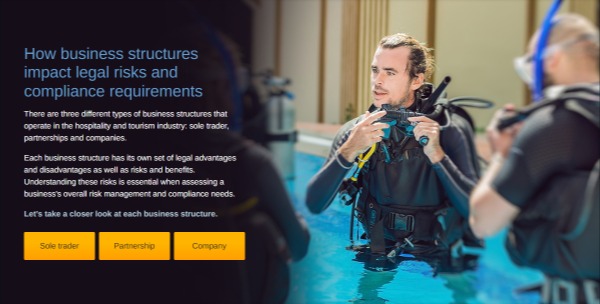 How business structures
impact legal risks and
compliance requirements
There are three different types of business structures that
operate in the hospitality and tourism industry: sole trader,
partnerships and companies.
Each business structure has its own set of legal advantages
and disadvantages as well as risks and benefits.
Understanding these risks is essential when assessing a
business's overall risk management and compliance needs.
Let's take a closer look at each business structure.
Sole trader
Partnership
Company